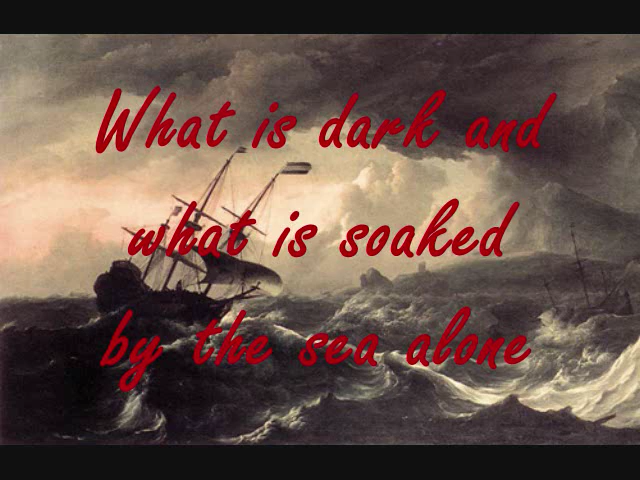 What is dark and
what is soaked
by the sea alone